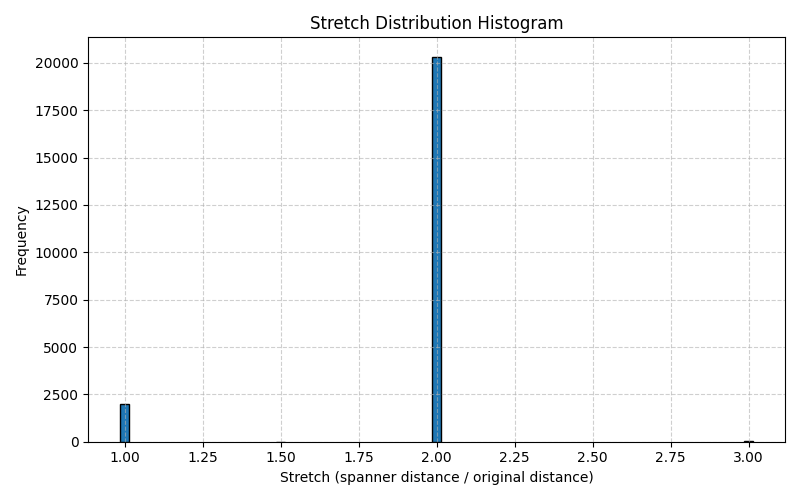 Stretch Distribution Histogram
20000
17500
15000
12500
10000
7500
5000
2500
0
Frequency
1.00 1.25 1.50 1.75 2.00 2.25 2.50 2.75 3.00
Stretch (spanner distance / original distance)